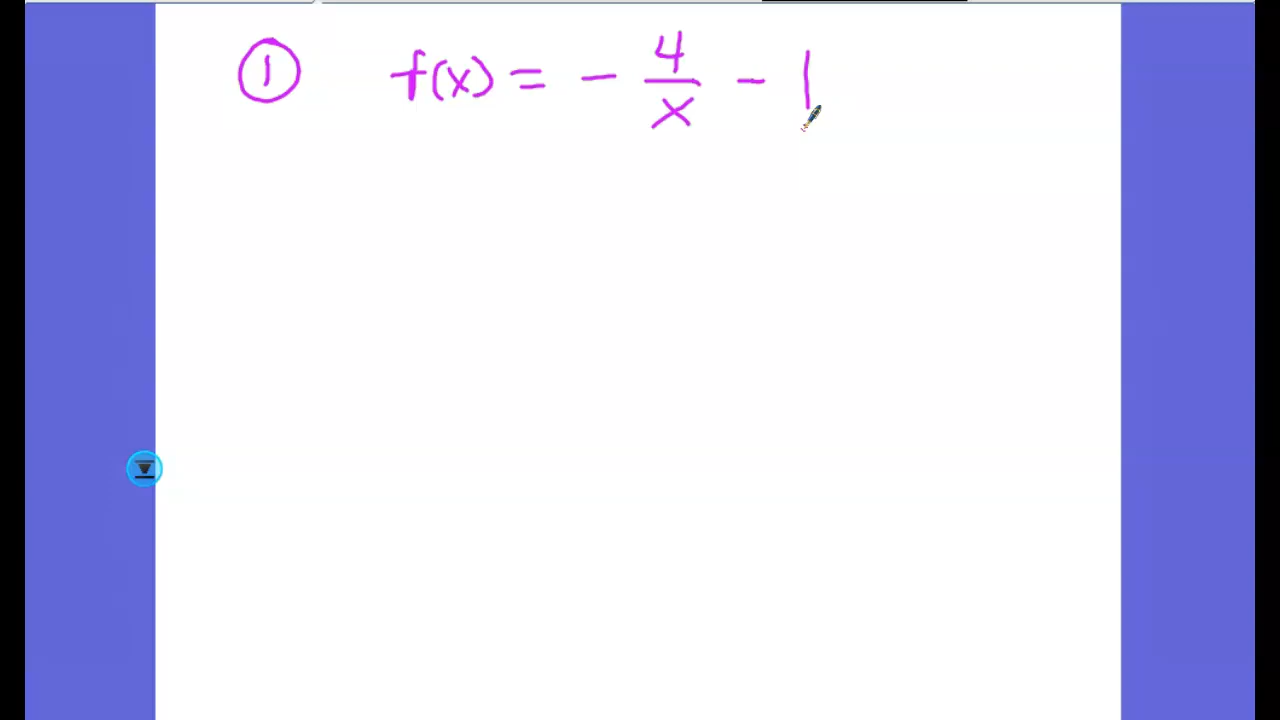 ① f(x) = - 4/x - 1